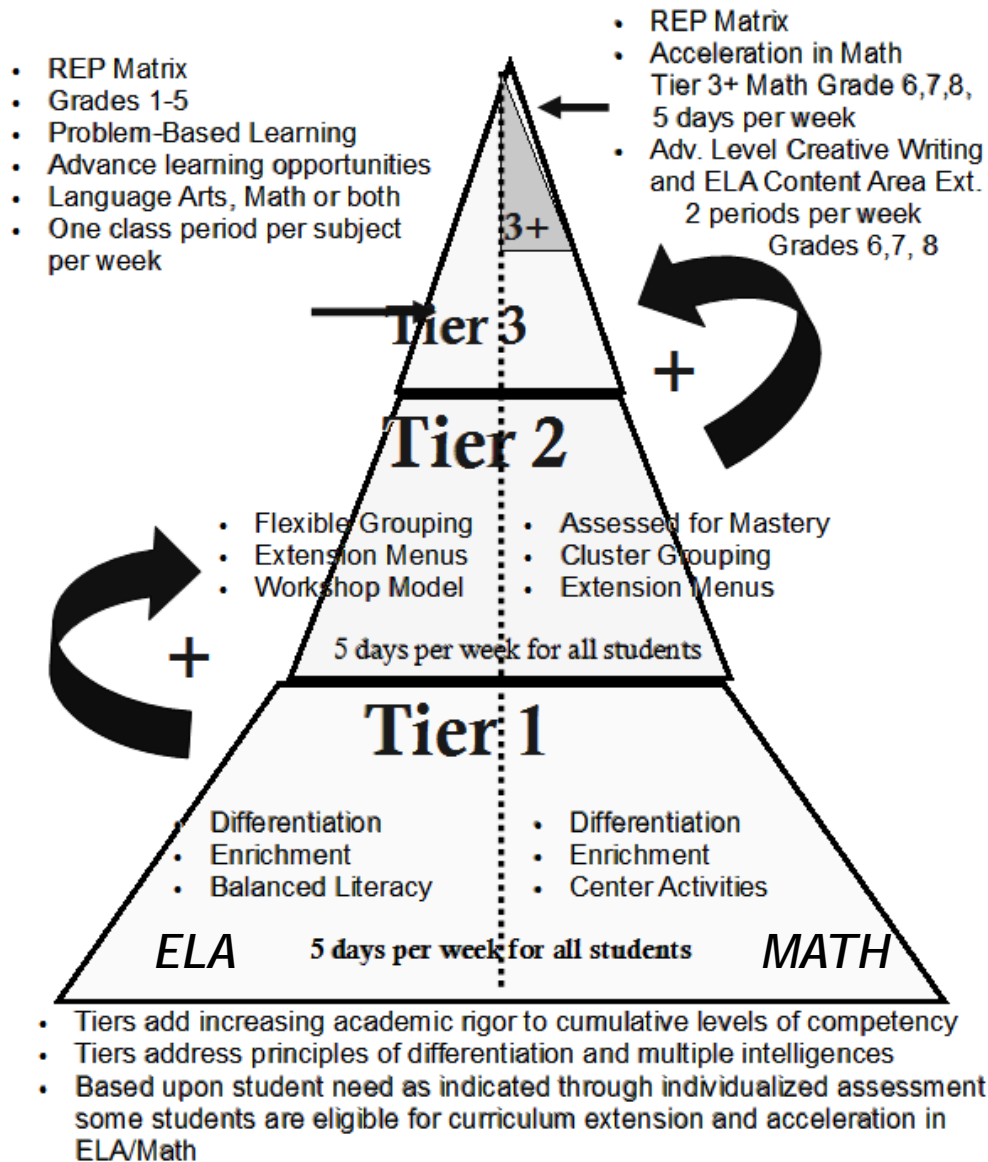 • REP Matrix
• Grades 1-5
• Problem-Based Learning
• Advance learning opportunities
• Language Arts, Math or both
• One class period per subject
per week
• REP Matrix
• Acceleration in Math
Tier 3+ Math Grade 6,7,8,
5 days per week
• Adv. Level Creative Writing
and ELA Content Area Ext.
2 periods per week
Grades 6,7, 8
3+
Tier 3
+
Tier 2
• Flexible Grouping
• Extension Menus
• Workshop Model
• Assessed for Mastery
• Cluster Grouping
• Extension Menus
5 days per week for all students
+
Tier 1
• Differentiation
• Enrichment
• Balanced Literacy
• Differentiation
• Enrichment
• Center Activities
ELA 5 days per week for all students MATH
• Tiers add increasing academic rigor to cumulative levels of competency
• Tiers address principles of differentiation and multiple intelligences
• Based upon student need as indicated through individualized assessment
some students are eligible for curriculum extension and acceleration in
ELA/Math